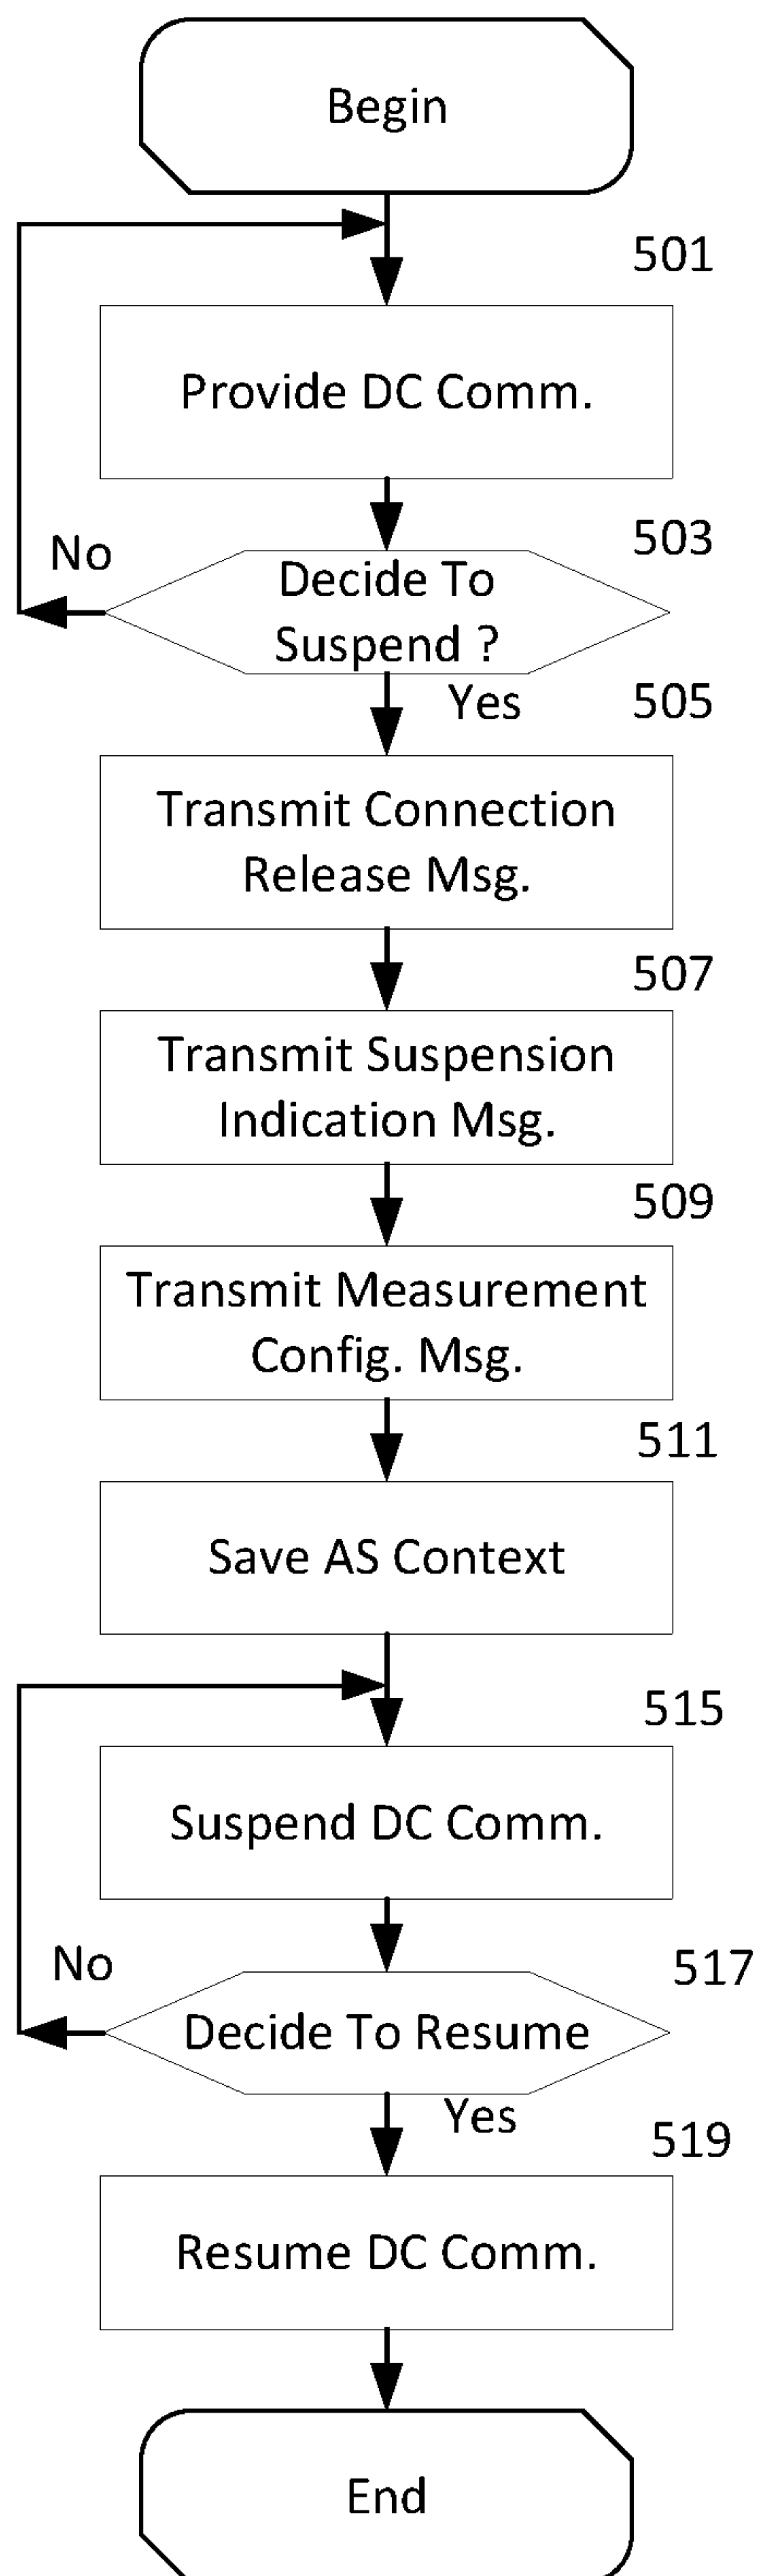 Begin
501
Provide DC Comm.
503
No
Decide To
Suspend ?
Yes
505
Transmit Connection
Release Msg.
507
Transmit Suspension
Indication Msg.
509
Transmit Measurement
Config. Msg.
511
Save AS Context
515
Suspend DC Comm.
No
517
Decide To Resume
Yes
519
Resume DC Comm.
End